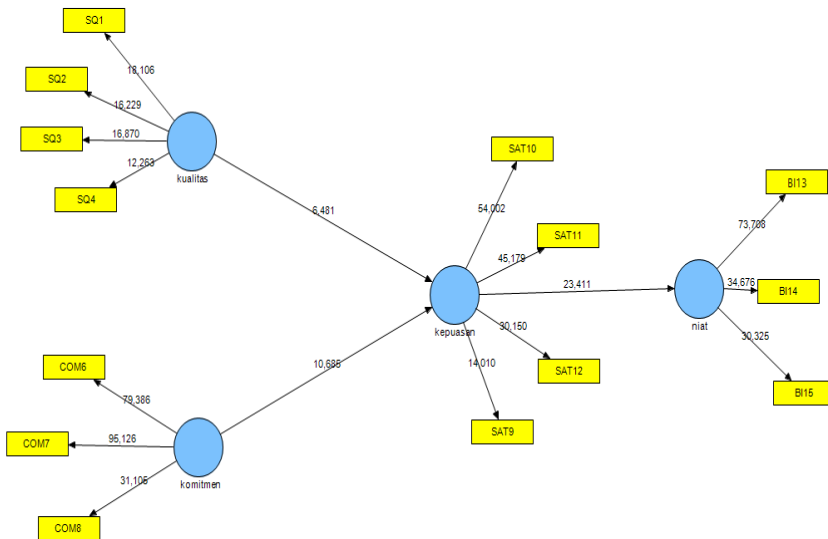 SQ1
18,106
SQ2
16,229
SQ3
16,870
12,263
SQ4
kualitas
6,481
SAT10
54,002
SAT11
45,179
BI13
73,708
23,411
34,676
BI14
kepuasan
30,150
niat
30,325
14,010
SAT12
BI15
SAT9
10,685
COM6
79,386
COM7
95,126
31,105
komitmen
COM8